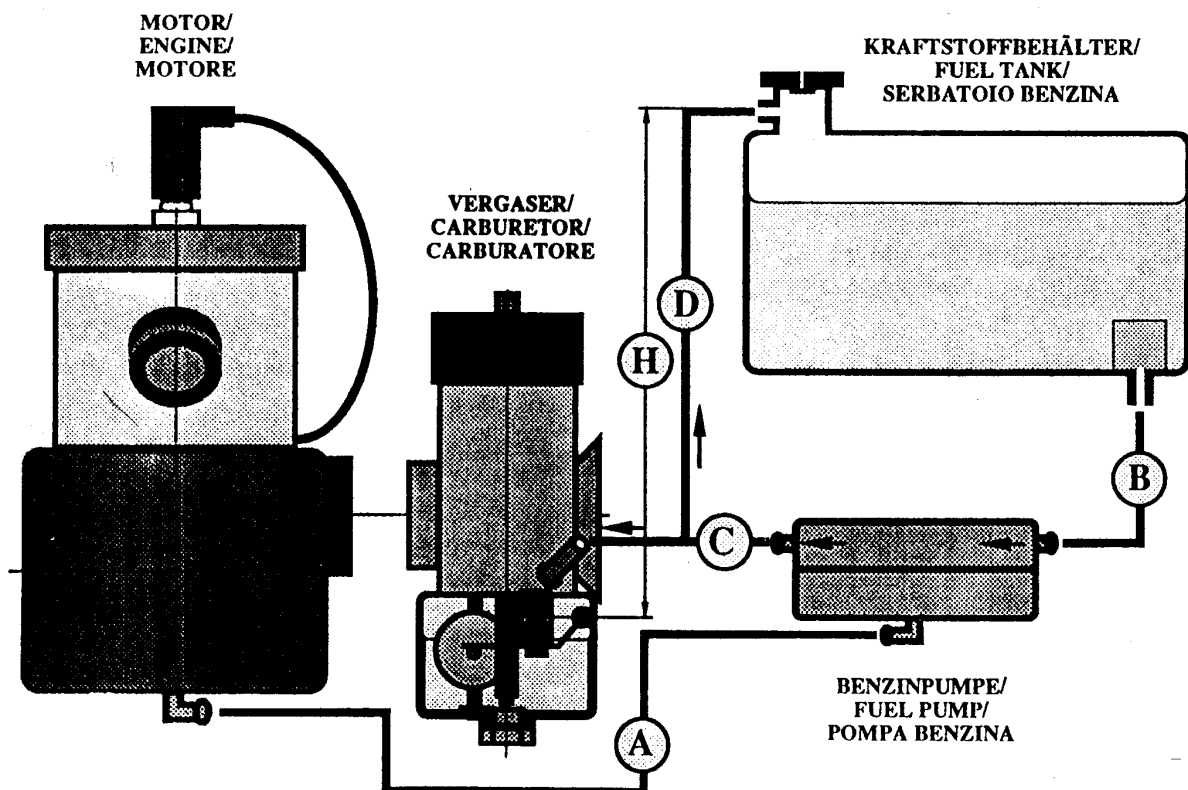 MOTOR/
ENGINE/
MOTORE
KRAFTSTOFFBEHÄLTER/
FUEL TANK/
SERBATOIO BENZINA
VERGASER/
CARBURETOR/
CARBURATORE
D
H
B
C
A
BENZINPUMPE/
FUEL PUMP/
POMPA BENZINA